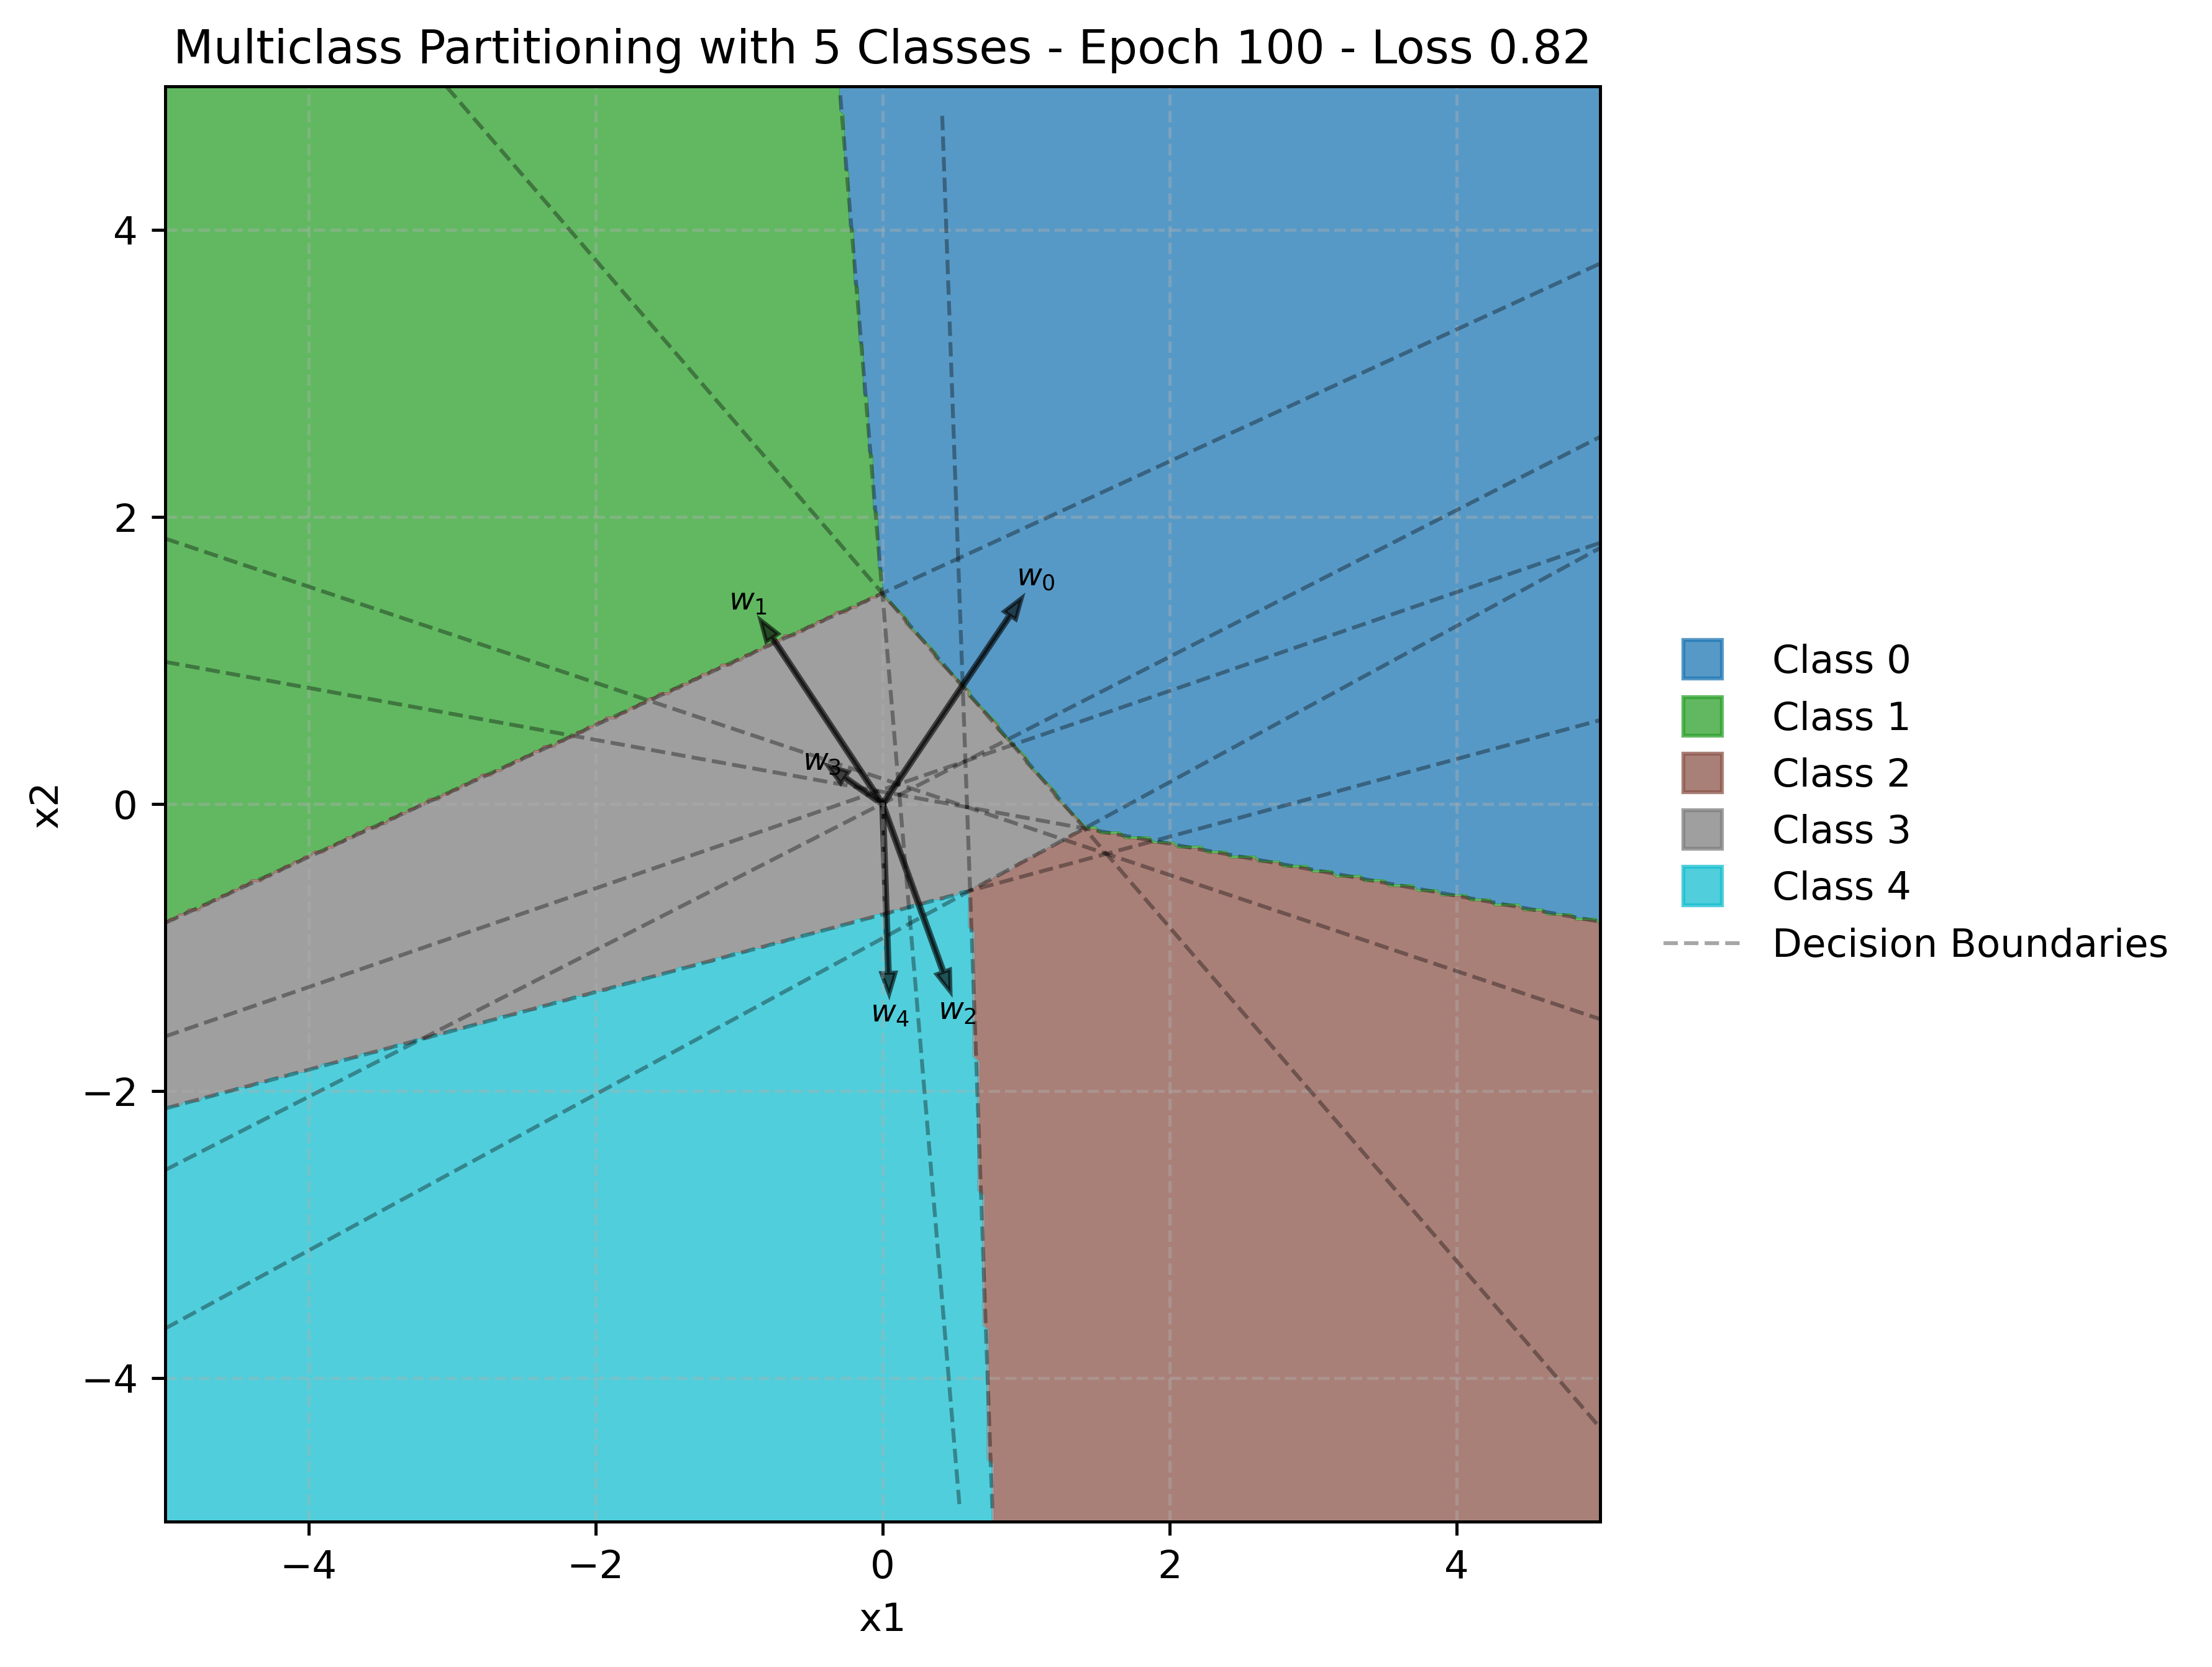 Multiclass Partitioning with 5 Classes - Epoch 100 - Loss 0.82
4
2
0
−2
−4
x2
w0
w1
w3
w4
w2
−4
−2
0
2
4
x1
Class 0
Class 1
Class 2
Class 3
Class 4
Decision Boundaries